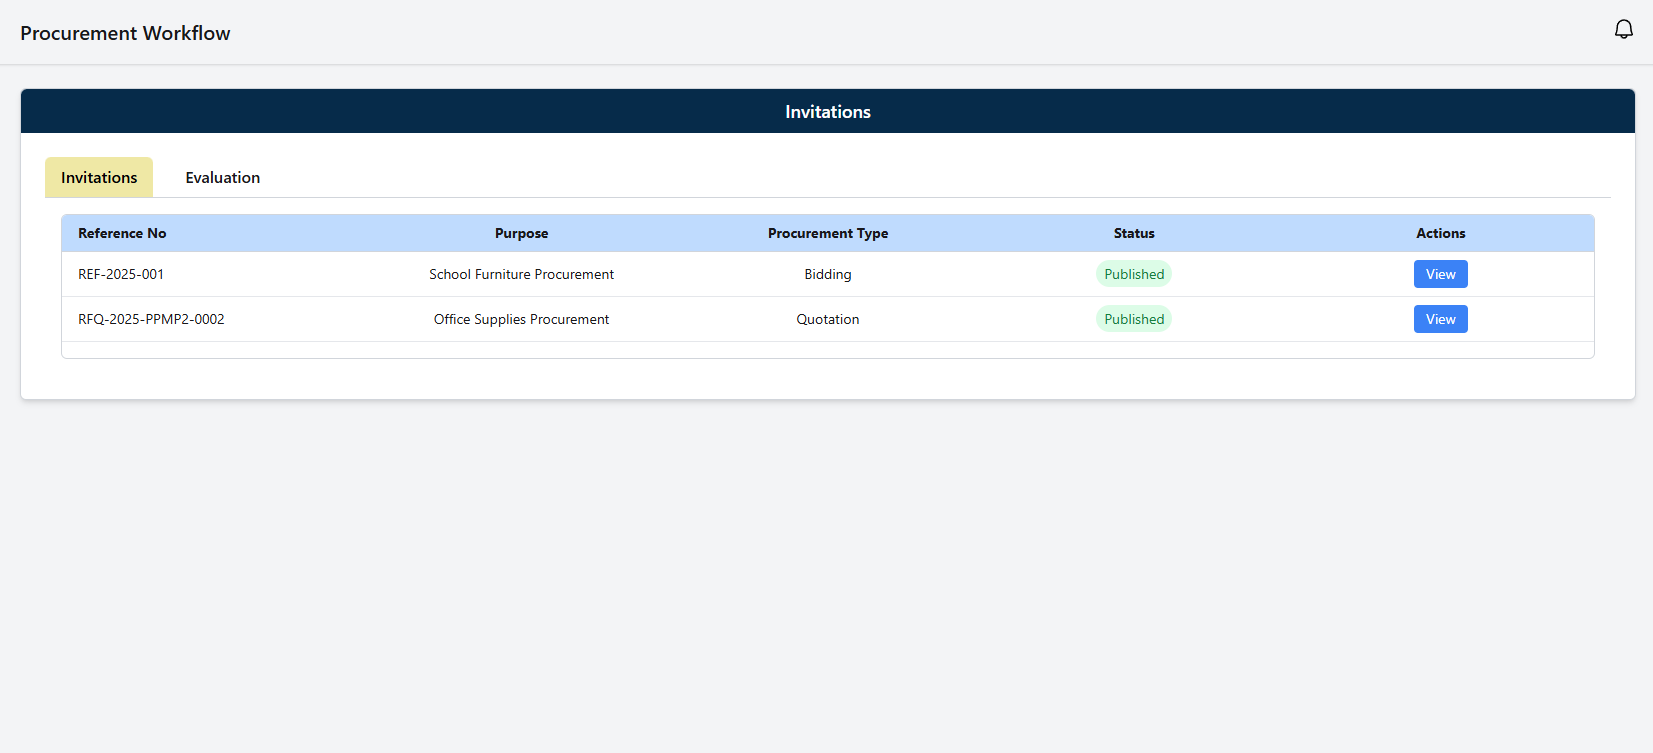 Procurement Workflow
Invitations
Invitations Evaluation
Reference No Purpose Procurement Type Status Actions
REF-2025-001 School Furniture Procurement Bidding Published View
RFQ-2025-PPMP2-0002 Office Supplies Procurement Quotation Published View